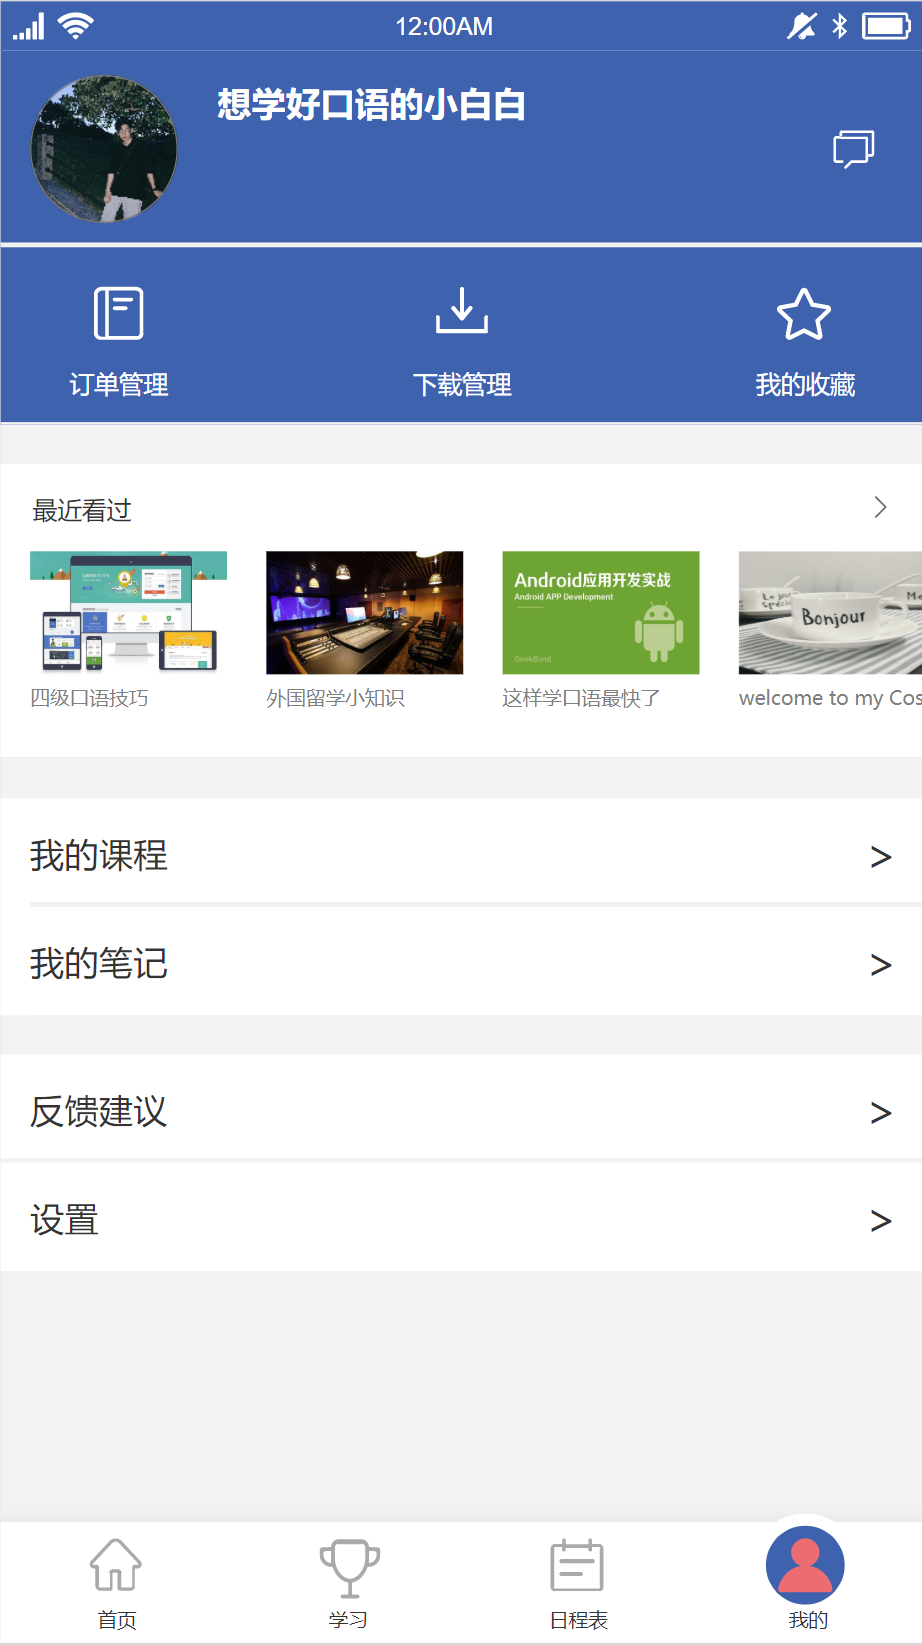 12:00AM
想学好口语的小白白
订单管理
下载管理
我的收藏
最近看过
>
Android应用开发实战
Android APP Development
GeekBand
Bonjour
四级口语技巧
外国留学小知识
这样学口语最快了
welcome to my Cos
我的课程
>
我的笔记
>
反馈建议
>
设置
>
首页
学习
日程表
我的